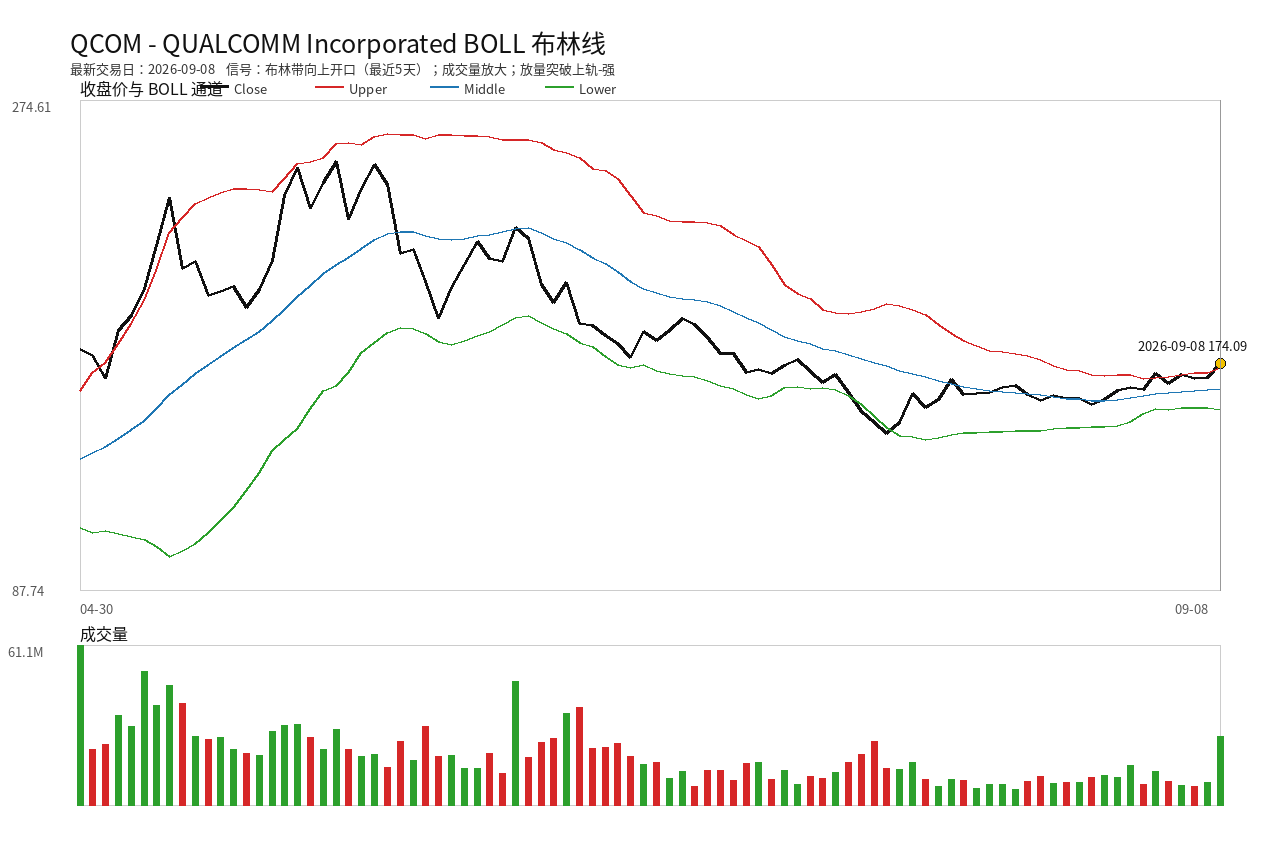 QCOM - QUALCOMM Incorporated BOLL 布林线
最新交易日：2026-09-08 信号：布林带向上开口（最近5天）；成交量放大；放量突破上轨-强
收盘价与 BOLL 通道 Close Upper Middle Lower
274.61
2026-09-08 174.09
87.74
04-30 09-08
成交量
61.1M